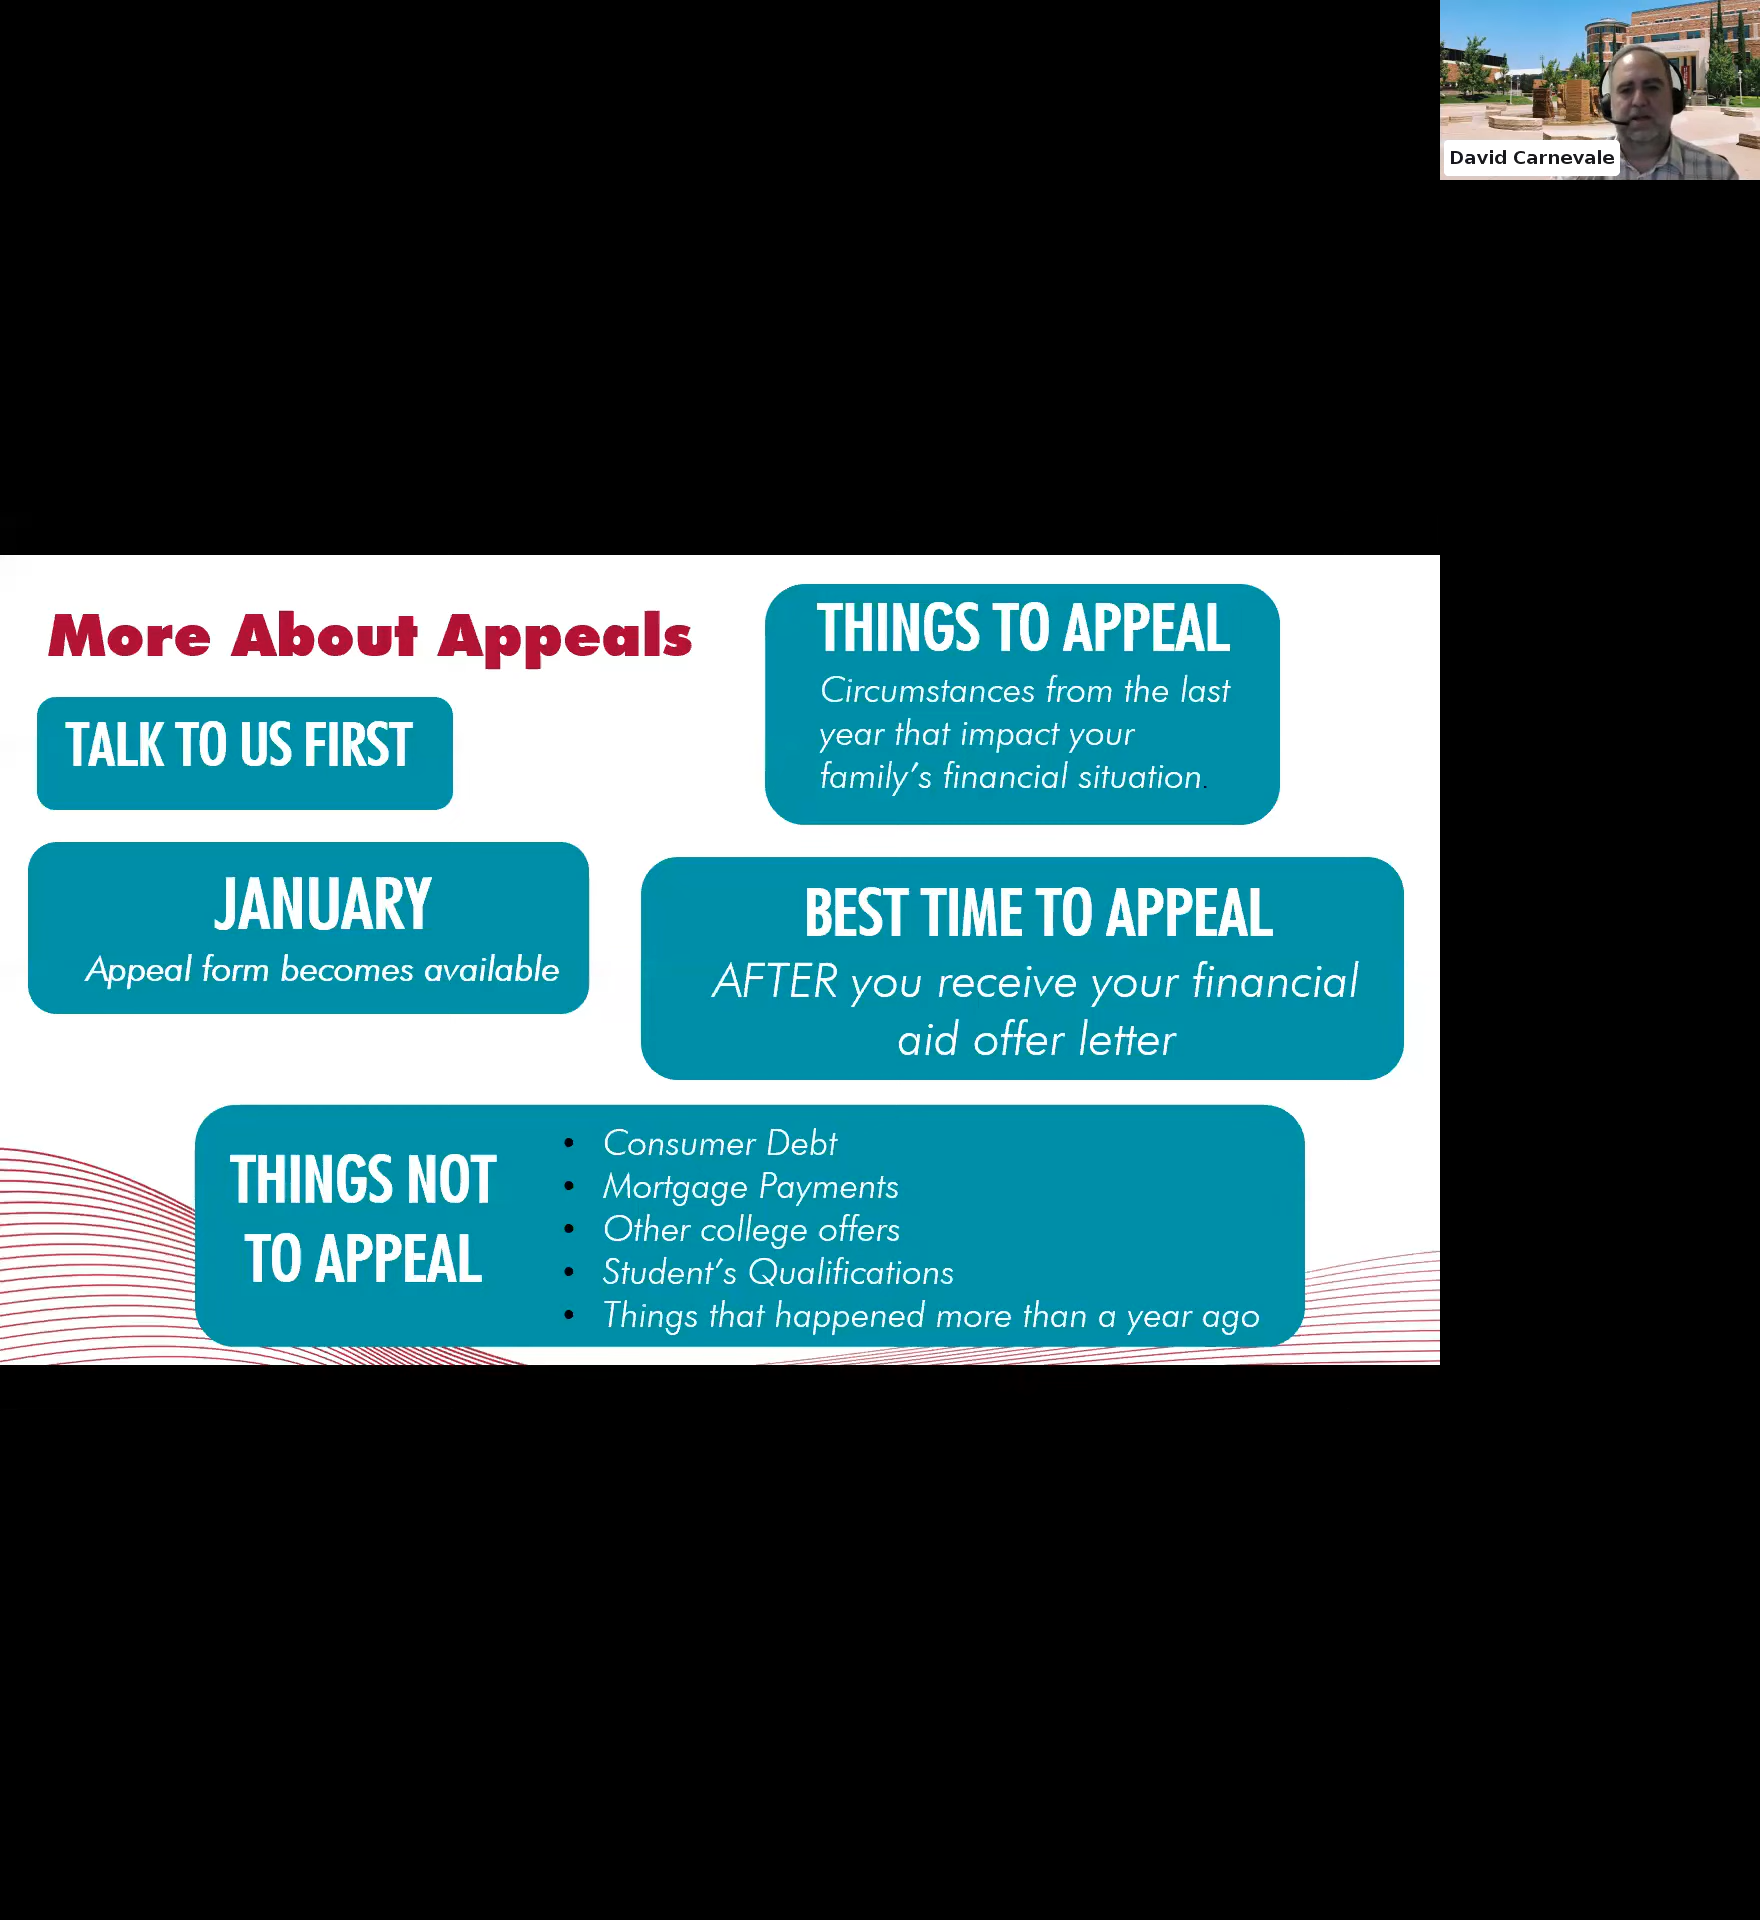 David Carnevale
More About Appeals
TALK TO US FIRST
THINGS TO APPEAL
Circumstances from the last
year that impact your
family’s financial situation.
JANUARY
Appeal form becomes available
BEST TIME TO APPEAL
AFTER you receive your financial
aid offer letter
THINGS NOT
TO APPEAL
• Consumer Debt
• Mortgage Payments
• Other college offers
• Student’s Qualifications
• Things that happened more than a year ago